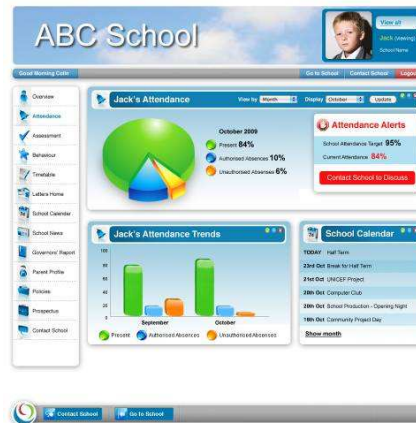 ABC School
View all
Jack (viewing)
School Name
Good Morning Colin
Go to School
Contact School
Logout
Overview
Attendance
Assessment
Behaviour
Timetable
Letters Home
School Calendar
School News
Governors' Report
Parent Profile
Policies
Prospectus
Contact School
Jack's Attendance
View by
Month
Display
October
Update
October 2009
Present 84%
Authorised Absences 10%
Unauthorised Absences 6%
Attendance Alerts
School Attendance Target 95%
Current Attendance 84%
Contact School to Discuss
Jack's Attendance Trends
100
80
60
40
20
0
September
October
Present
Authorised Absences
Unauthorised Absences
School Calendar
TODAY Half Term
23rd Oct Break for Half Term
21st Oct UNICEF Project
20th Oct Computer Club
20th Oct School Production - Opening Night
18th Oct Community Project Day
Show month
Contact School
Go to School